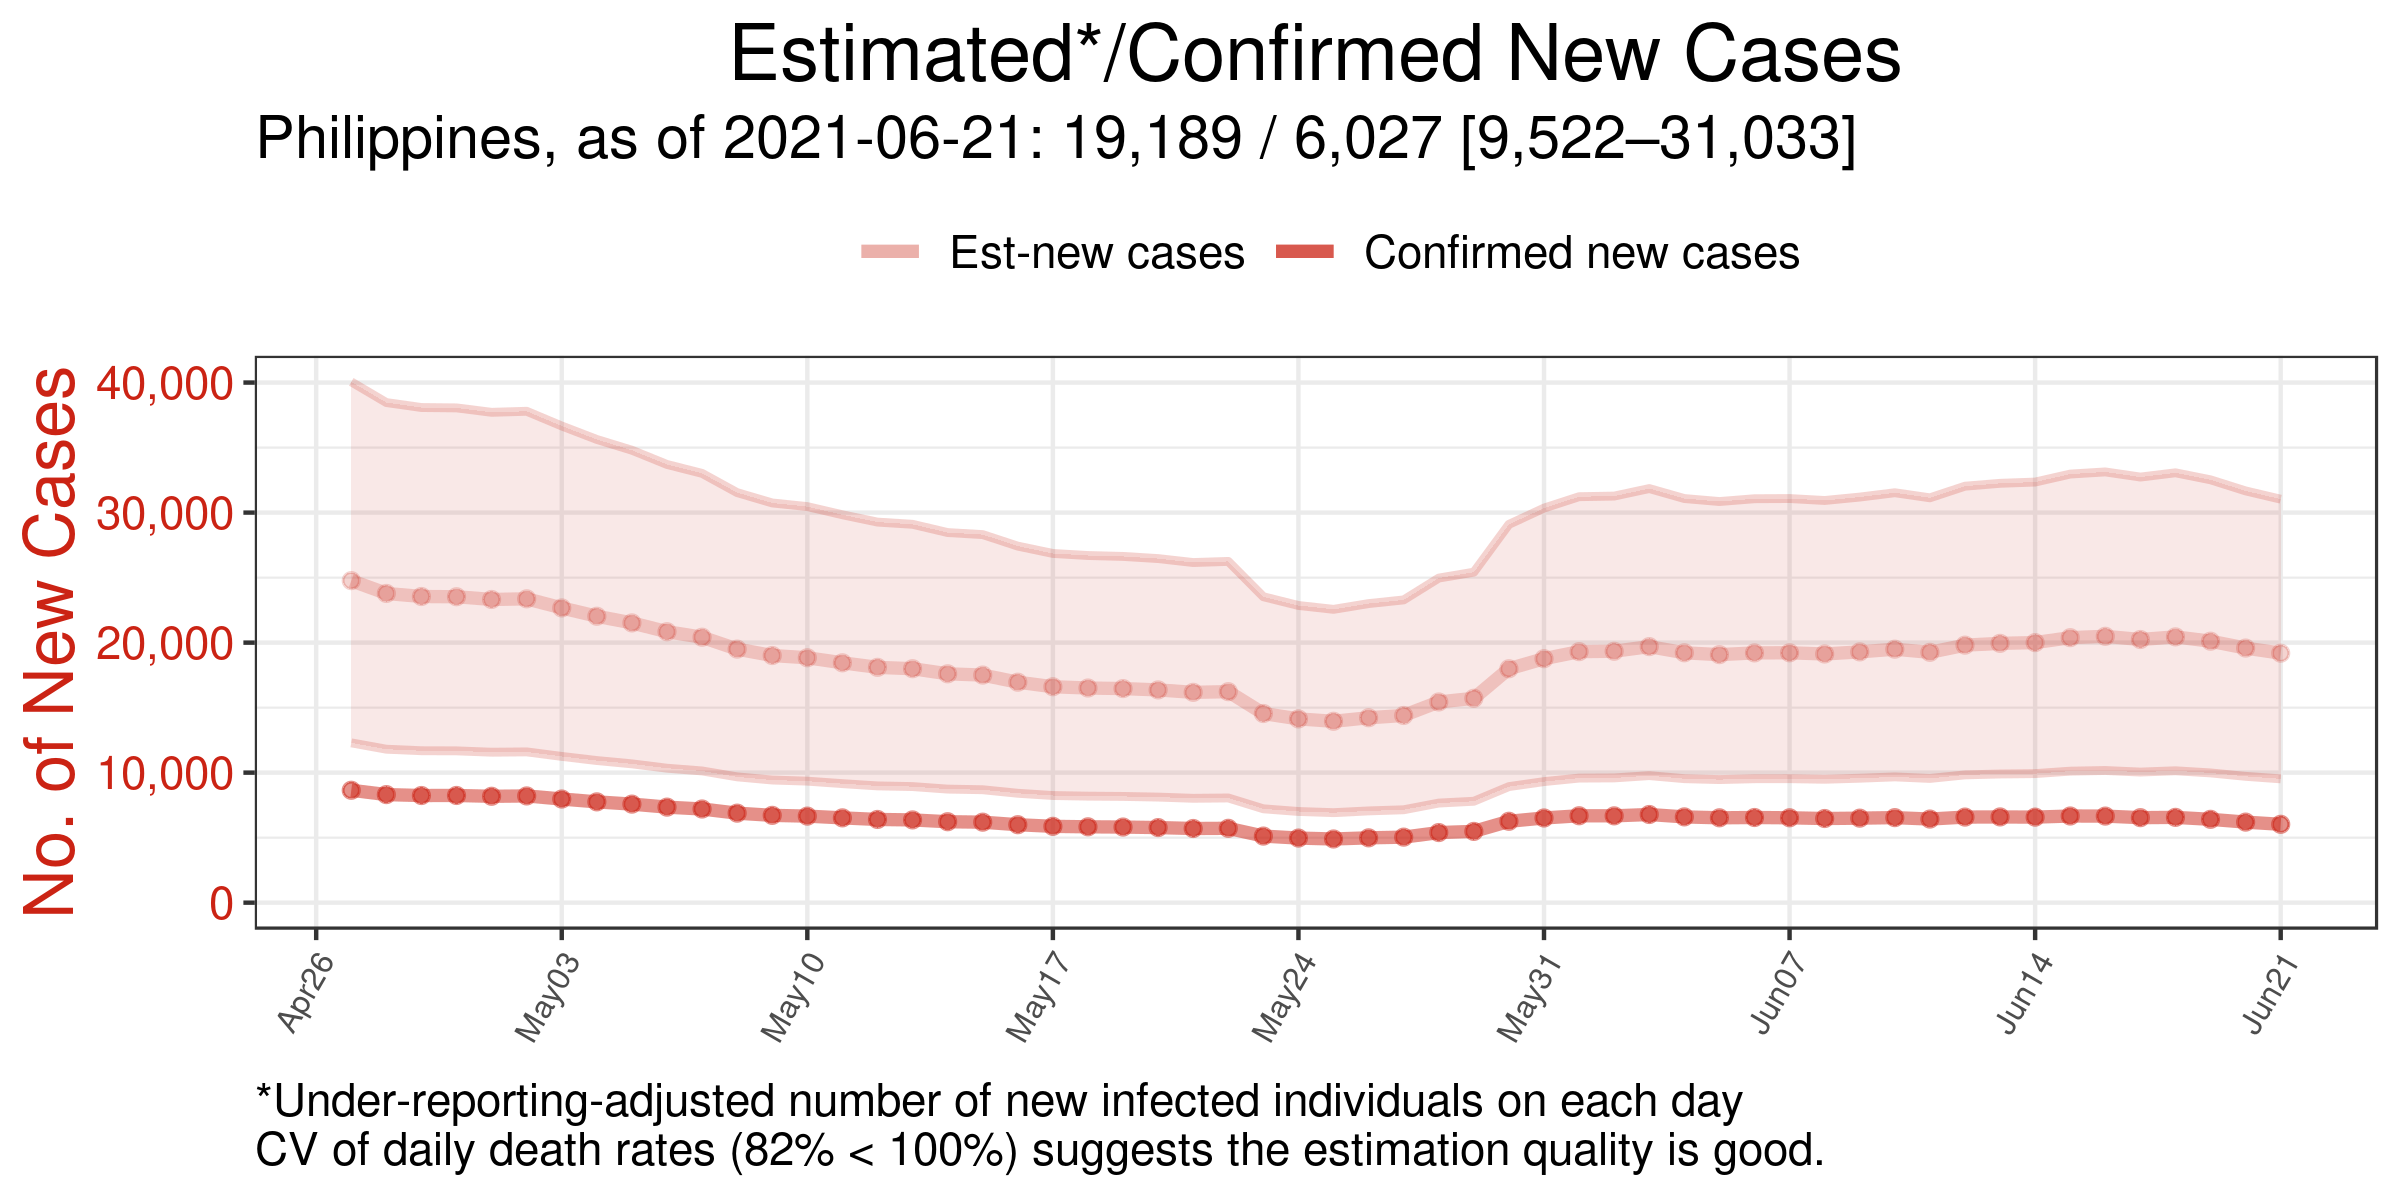 Estimated*/Confirmed New Cases
Philippines, as of 2021-06-21: 19,189 / 6,027 [9,522–31,033]
Est-new cases Confirmed new cases
No. of New Cases
40,000
30,000
20,000
10,000
0
Apr26 May03 May10 May17 May24 May31 Jun07 Jun14 Jun21
*Under-reporting-adjusted number of new infected individuals on each day
CV of daily death rates (82% < 100%) suggests the estimation quality is good.